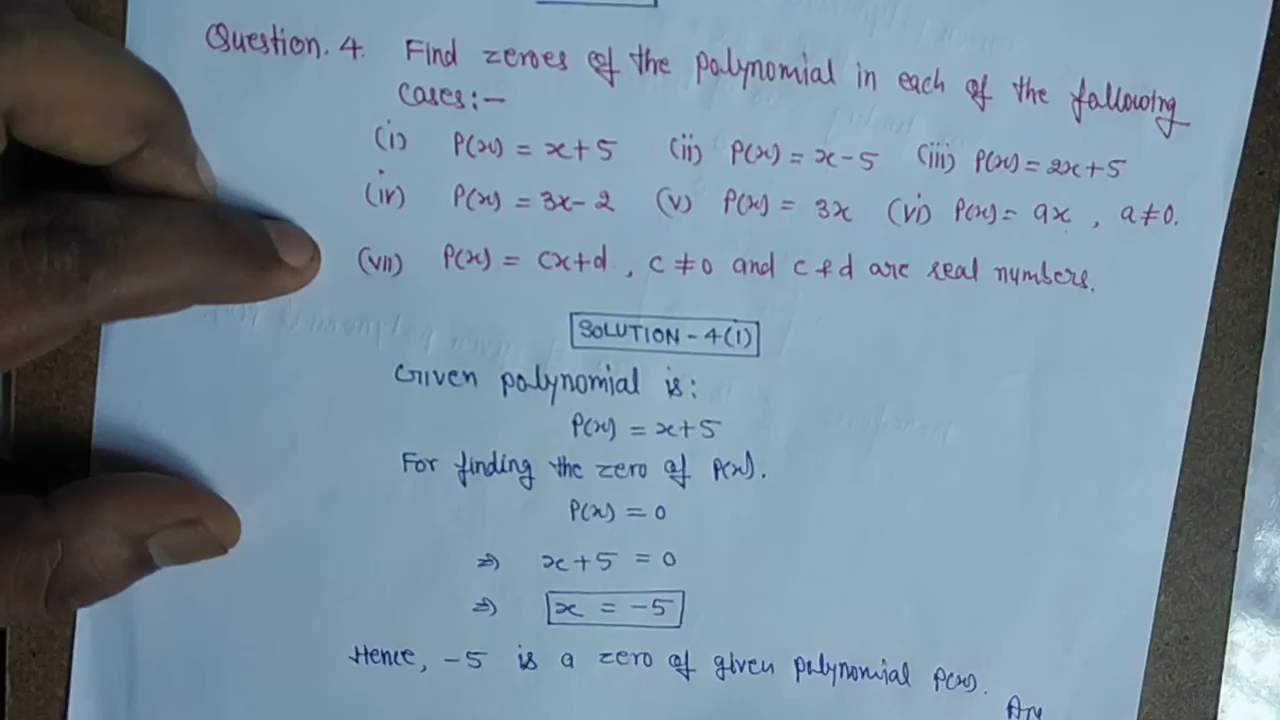 Question. 4. Find zeroes of the polynomial in each of the following
cases:-
(i) P(x) = x+5 (ii) P(x) = x-5 (iii) P(x) = 2x+5
(iv) P(x) = 3x-2 (v) P(x) = 3x (vi) P(x) = ax , a≠0.
(vii) P(x) = cx+d , c≠0 and c & d are real numbers.
SOLUTION-4(i)
Given polynomial is:
P(x) = x+5
For finding the zero of P(x).
P(x) = 0
⇒ x+5 = 0
⇒ x = -5
Hence, -5 is a zero of given polynomial P(x).